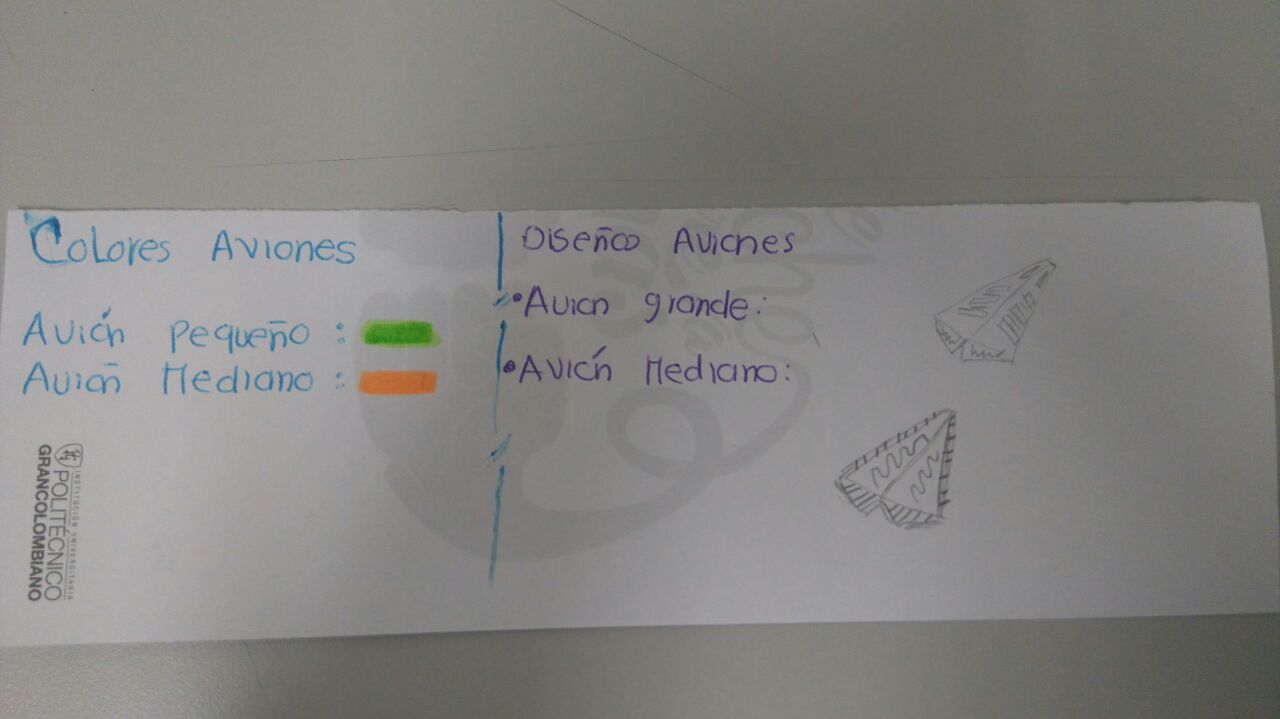 Colores Aviones
Avión pequeño :
Avión Mediano :
Diseño Aviones
• Avion grande:
• Avión Mediano:
INSTITUCIÓN UNIVERSITARIA
POLITÉCNICO
GRANCOLOMBIANO